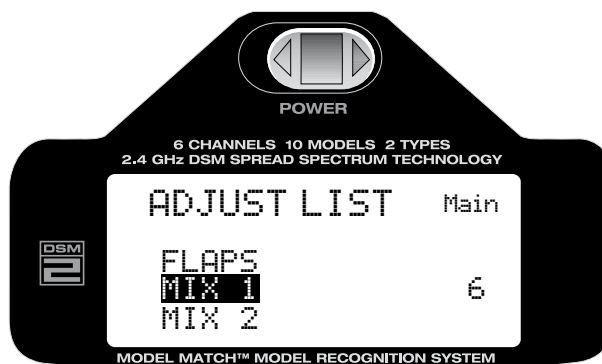 POWER
6 CHANNELS 10 MODELS 2 TYPES
2.4 GHz DSM SPREAD SPECTRUM TECHNOLOGY
DSM
2
ADJUST LIST Main
FLAPS
MIX 1 6
MIX 2
MODEL MATCH™ MODEL RECOGNITION SYSTEM